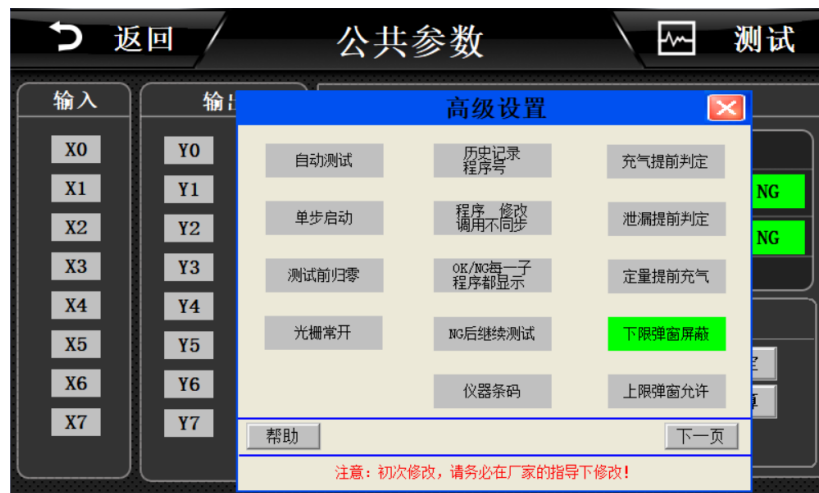 返回
公共参数
测试
输入
输出
高级设置
X0
Y0
自动测试
历史记录
程序号
充气提前判定
X1
Y1
单步启动
程序 修改
调用不同步
泄漏提前判定
NG
X2
Y2
NG
X3
Y3
测试前归零
OK/NG每一子
程序都显示
定量提前充气
X4
Y4
光栅常开
NG后继续测试
下限弹窗屏蔽
X5
Y5
X6
Y6
仪器条码
上限弹窗允许
X7
Y7
帮助
下一页
注意：初次修改，请务必在厂家的指导下修改！